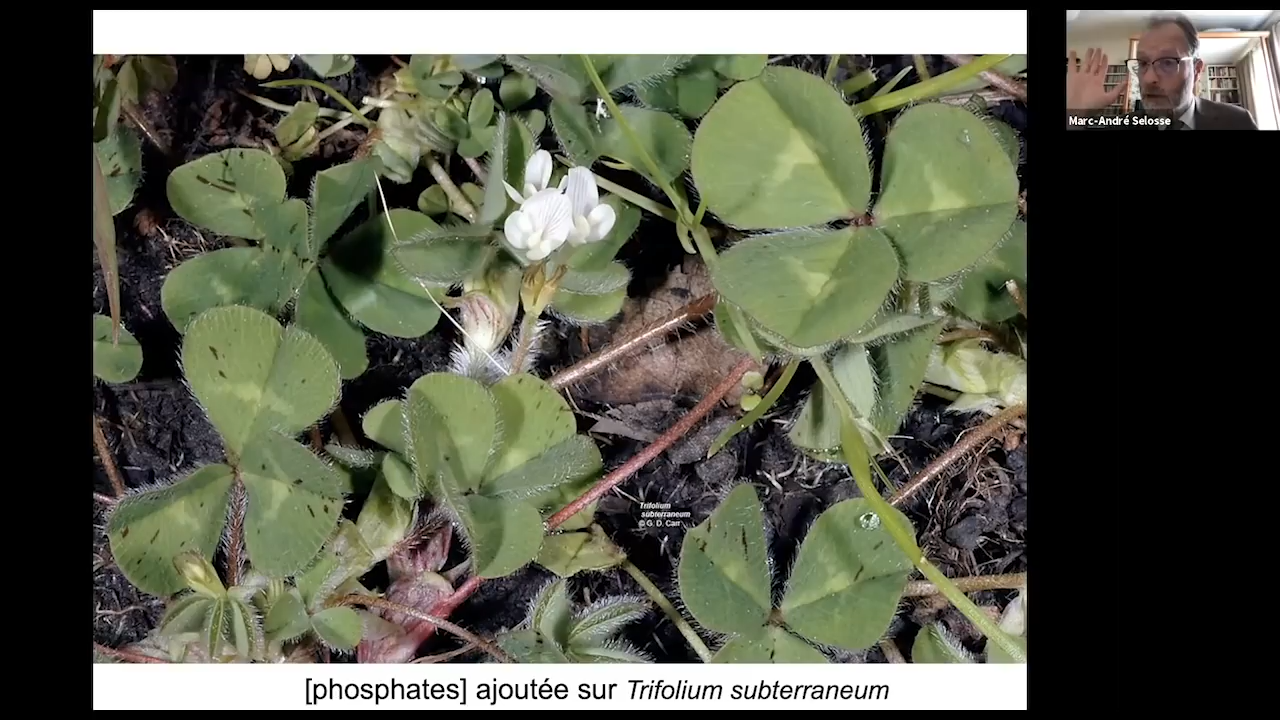 Marc-André Selosse
Trifolium
subterraneum
© G. D. Carr
[phosphates] ajoutée sur Trifolium subterraneum